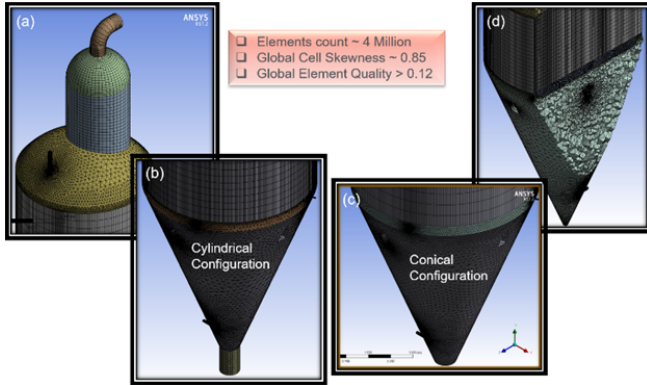 (a)
ANSYS
❑ Elements count ~ 4 Million
❑ Global Cell Skewness ~ 0.85
❑ Global Element Quality > 0.12
(d)
(b)
Cylindrical
Configuration
(c)
ANSYS
Conical
Configuration